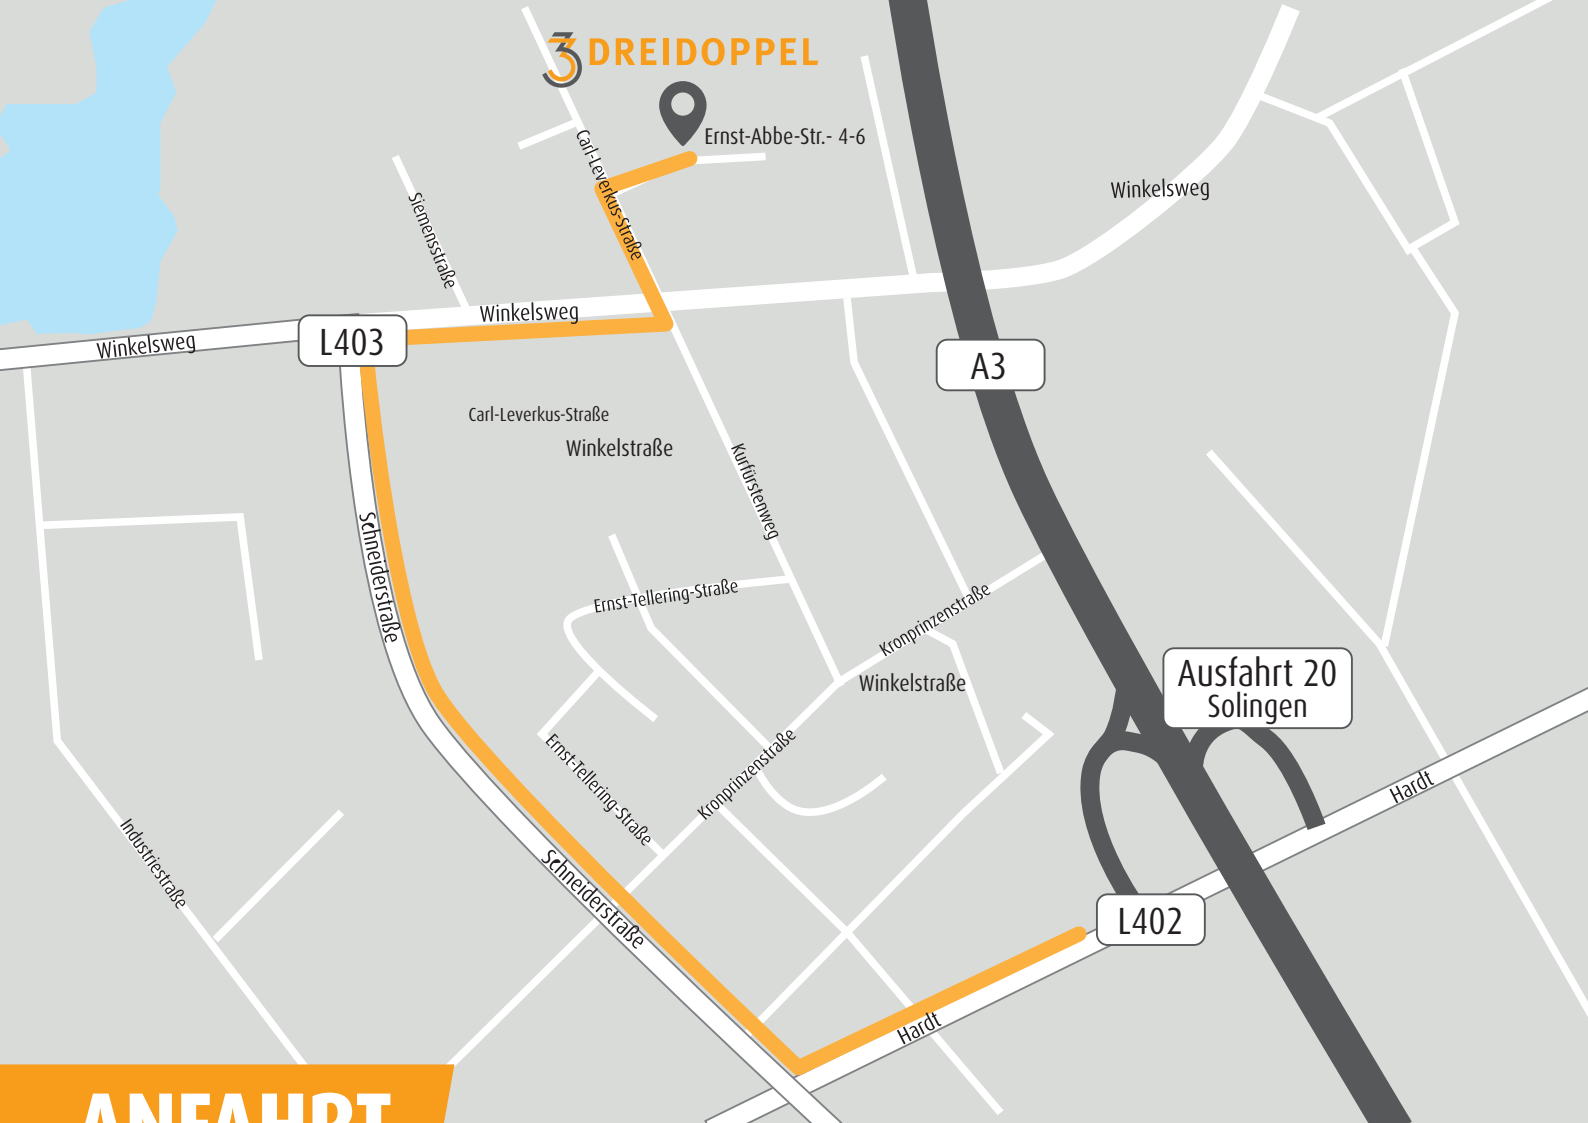 3 DREIDOPPEL
Ernst-Abbe-Str.- 4-6
Carl-Leverkus-Straße
Siemensstraße
Winkelsweg
Winkelsweg
Winkelsweg
L403
A3
Carl-Leverkus-Straße
Winkelstraße
Kurfürstenweg
Schneiderstraße
Ernst-Tellering-Straße
Kronprinzenstraße
Winkelstraße
Ausfahrt 20
Solingen
Ernst-Tellering-Straße
Kronprinzenstraße
Hardt
Industriestraße
Schneiderstraße
L402
Hardt
ANFAHRT